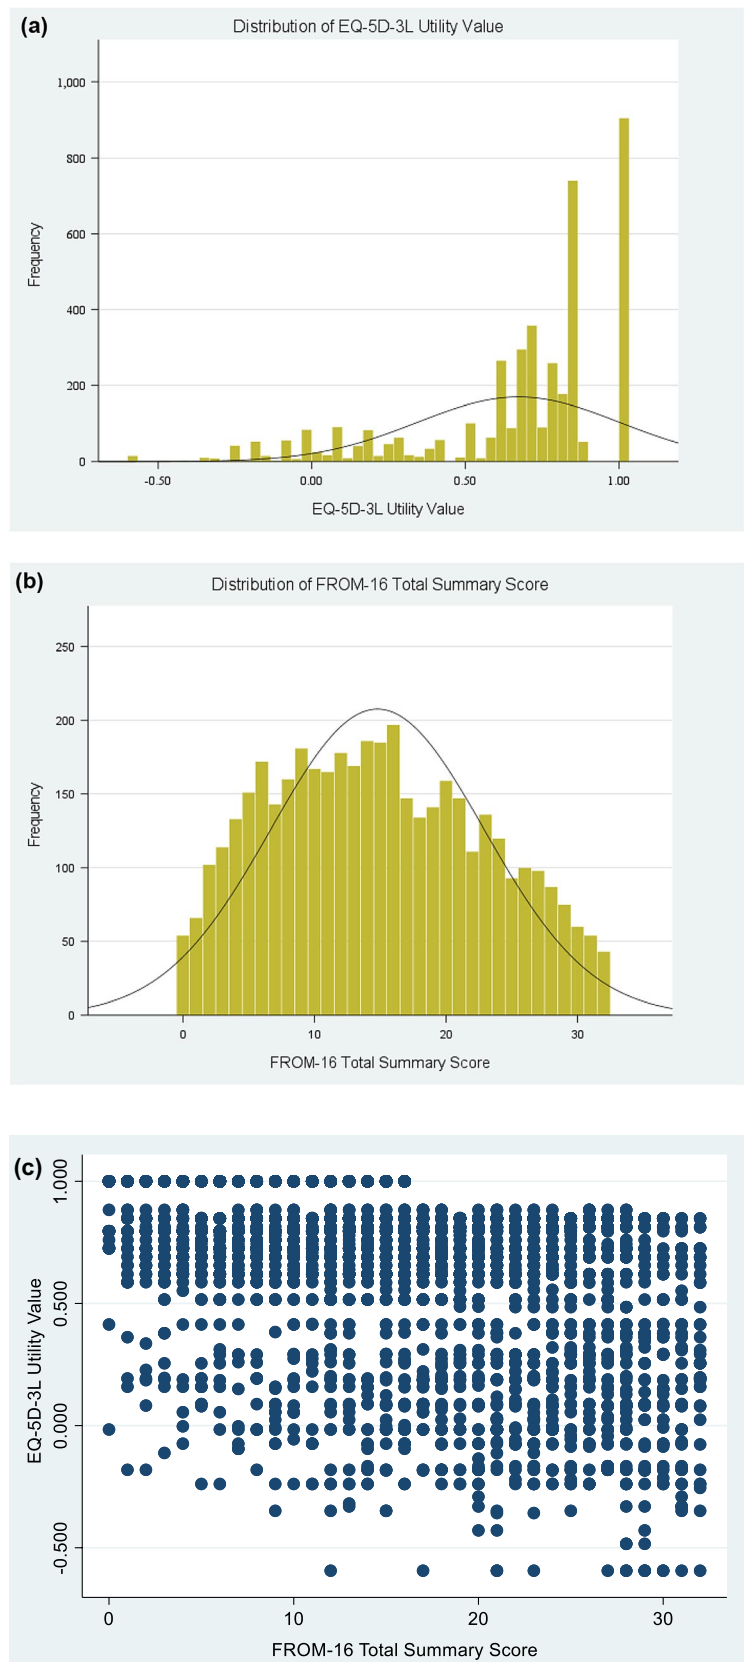 (a)
Distribution of EQ-5D-3L Utility Value
1,000
800
600
400
200
0
Frequency
-0.50 0.00 0.50 1.00
EQ-5D-3L Utility Value
(b)
Distribution of FROM-16 Total Summary Score
250
200
150
100
50
0
Frequency
0 10 20 30
FROM-16 Total Summary Score
(c)
1.000
0.500
0.000
-0.500
EQ-5D-3L Utility Value
0 10 20 30
FROM-16 Total Summary Score